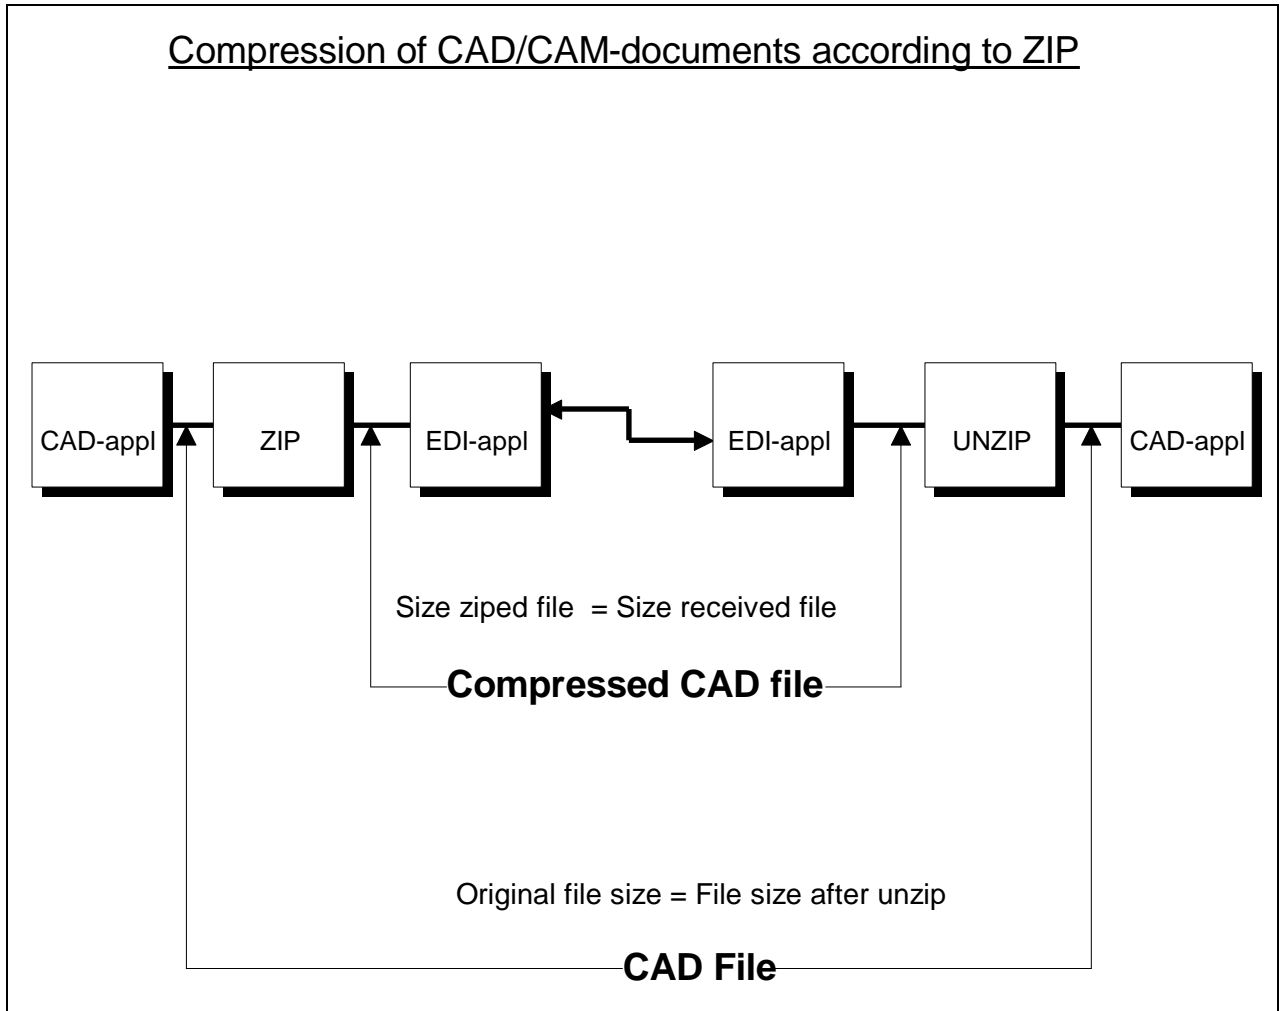 Compression of CAD/CAM-documents according to ZIP
CAD-appl
ZIP
EDI-appl
EDI-appl
UNZIP
CAD-appl
Size ziped file  = Size received file
Compressed CAD file
Original file size = File size after unzip
CAD File